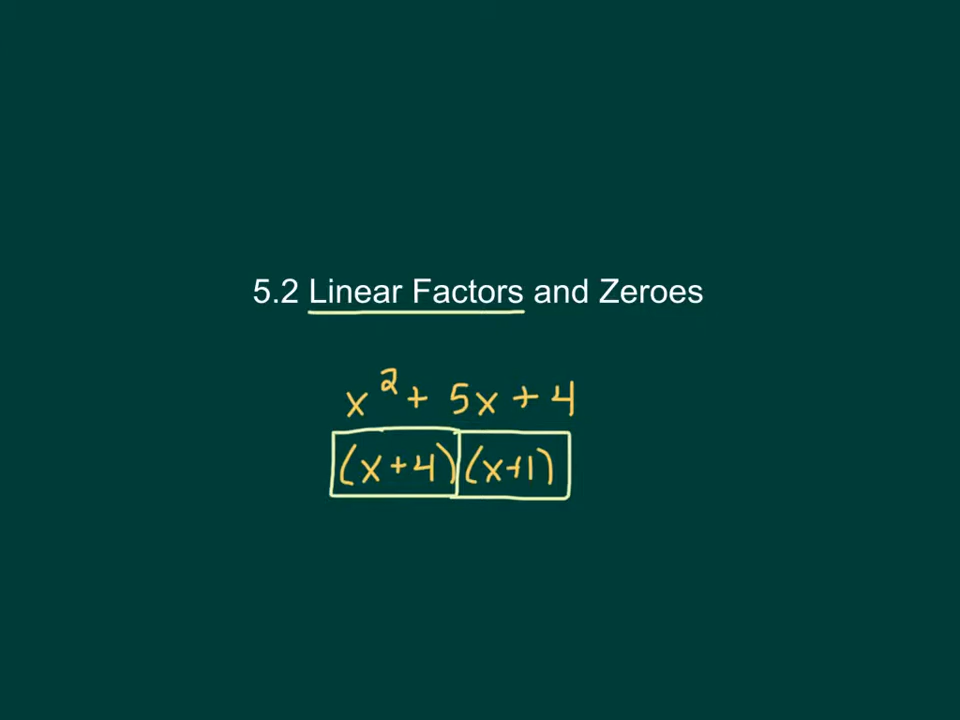 5.2 Linear Factors and Zeroes
x² + 5x + 4
(x+4)(x+1)